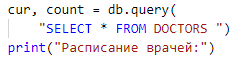 cur, count = db.query(
"SELECT * FROM DOCTORS ")
print("Расписание врачей:")